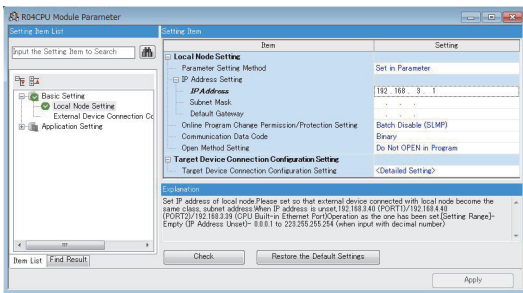 R04CPU Module Parameter
Setting Item List
Setting Item
Input the Setting Item to Search
Item
Setting
Local Node Setting
Parameter Setting Method
Set in Parameter
IP Address Setting
IP Address
192 . 168 . 3 . 1
Subnet Mask
. . .
Default Gateway
. . .
Online Program Change Permission/Protection Setting
Batch Disable (SLMP)
Communication Data Code
Binary
Open Method Setting
Do Not OPEN in Program
Target Device Connection Configuration Setting
Target Device Connection Configuration Setting
<Detailed Setting>
Basic Setting
Local Node Setting
External Device Connection Co
Application Setting
Explanation
Set IP address of local node.Please set so that external device connected with local node become the
same class, subnet address.When IP address is unset,192.168.3.40 (PORT1)/192.168.4.40
(PORT2)/192.168.3.39 (CPU Built-in Ethernet Port)Operation as the one has been set.[Setting Range]-
Empty (IP Address Unset)- 0.0.0.1 to 223.255.255.254 (when input with decimal number)
Item List
Find Result
Check
Restore the Default Settings
Apply